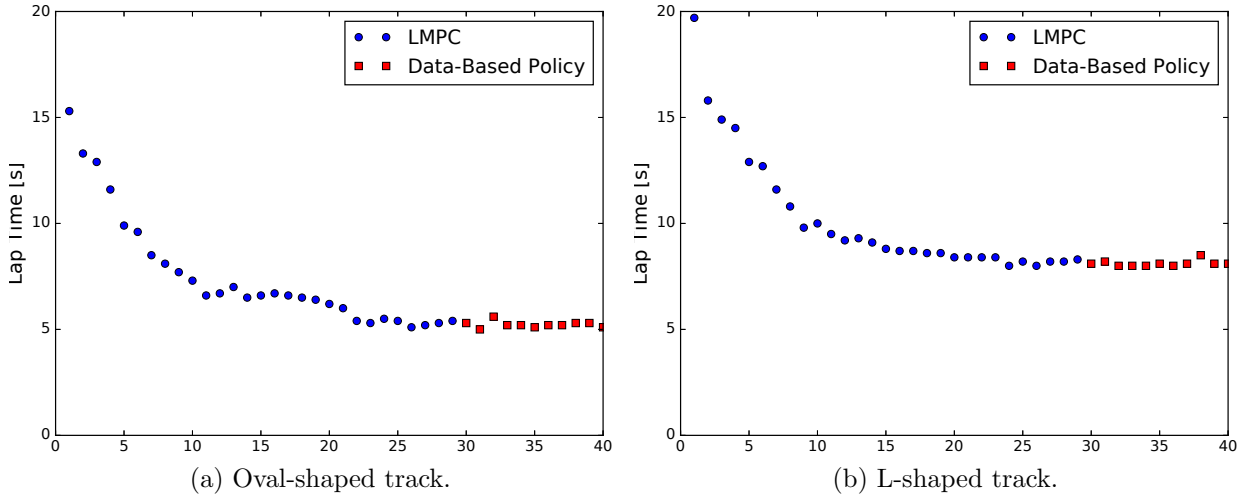 20
15
10
5
0
Lap Time [s]
LMPC
Data-Based Policy
0 5 10 15 20 25 30 35 40
(a) Oval-shaped track.
20
15
10
5
0
Lap Time [s]
LMPC
Data-Based Policy
0 5 10 15 20 25 30 35 40
(b) L-shaped track.